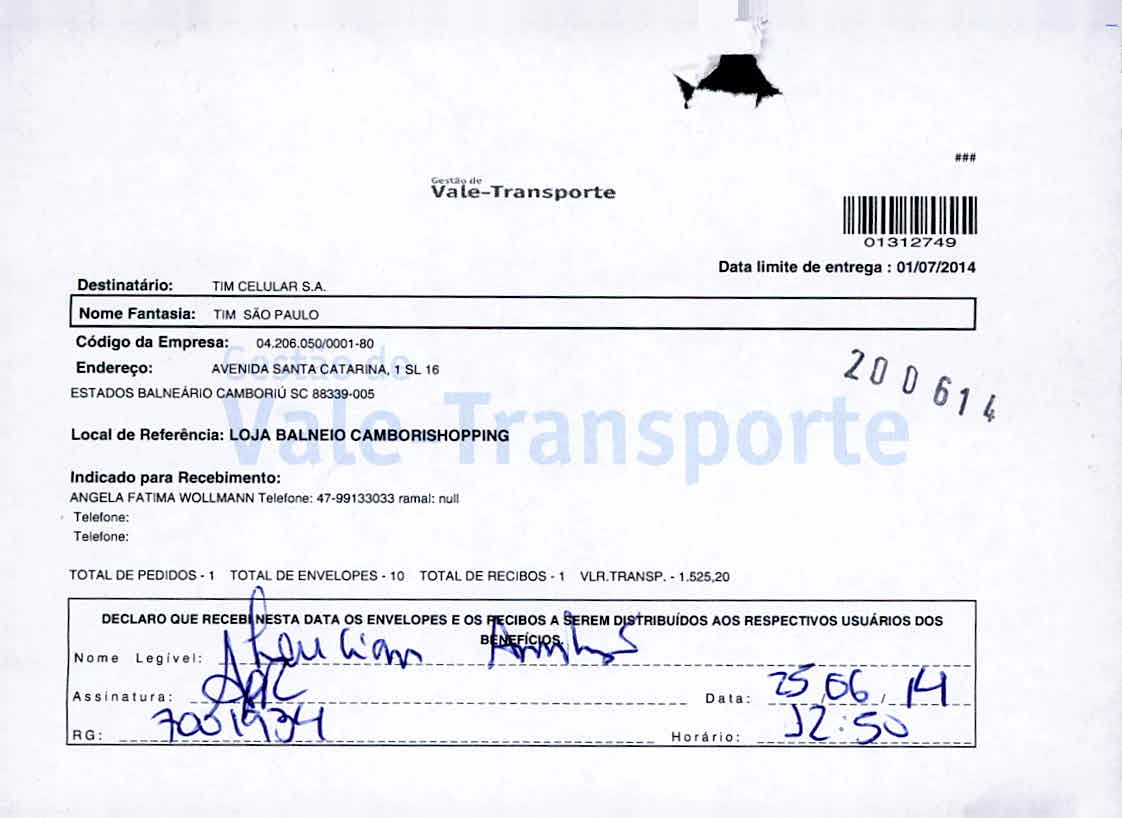 ###
Gestão de
Vale-Transporte
01312749
Data limite de entrega : 01/07/2014
Destinatário: TIM CELULAR S.A.
Nome Fantasia: TIM SÃO PAULO
Código da Empresa: 04.206.050/0001-80
Gestão de
Endereço: AVENIDA SANTA CATARINA, 1 SL 16
200614
ESTADOS BALNEÁRIO CAMBORIÚ SC 88339-005
Vale-Transporte
Local de Referência: LOJA BALNEIO CAMBORISHOPPING
Indicado para Recebimento:
ANGELA FATIMA WOLLMANN Telefone: 47-99133033 ramal: null
Telefone:
Telefone:
TOTAL DE PEDIDOS - 1 TOTAL DE ENVELOPES - 10 TOTAL DE RECIBOS - 1 VLR.TRANSP. - 1.525,20
DECLARO QUE RECEBI NESTA DATA OS ENVELOPES E OS RECIBOS A SEREM DISTRIBUÍDOS AOS RESPECTIVOS USUÁRIOS DOS
BENEFÍCIOS.
Nome Legível:
Assinatura: Data: 25/06/14
RG: 7001934 Horário: 12:50